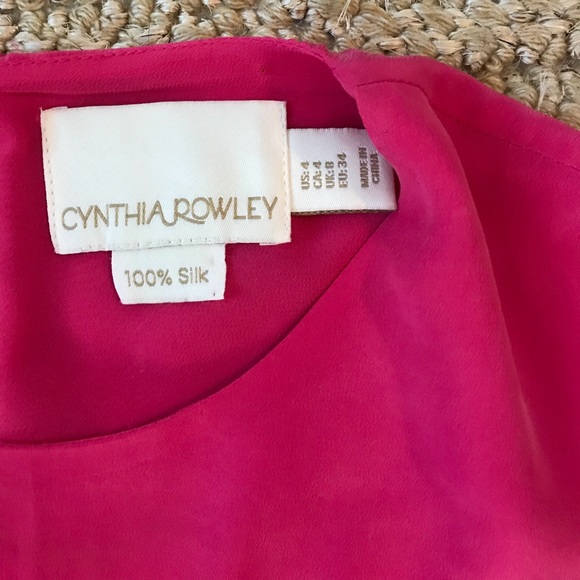 CYNTHIA ROWLEY
100% Silk
US:4
CA:4
UK:8
EU:34
MADE IN
CHINA